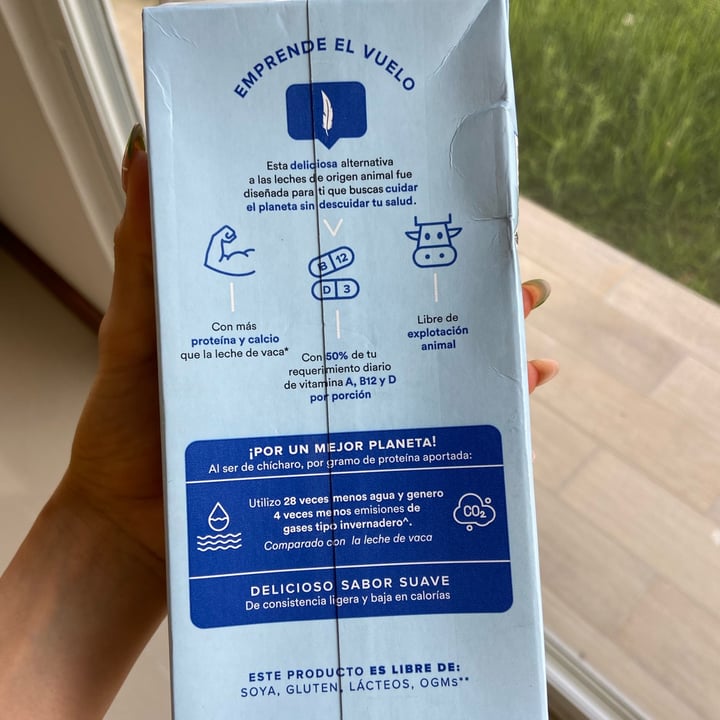 EMPRENDE EL VUELO
Esta deliciosa alternativa
a las leches de origen animal fue
diseñada para ti que buscas cuidar
el planeta sin descuidar tu salud.
B 12
D 3
Con más
proteína y calcio
que la leche de vaca*
Con 50% de tu
requerimiento diario
de vitamina A, B12 y D
por porción
Libre de
explotación
animal
¡POR UN MEJOR PLANETA!
Al ser de chícharo, por gramo de proteína aportada:
Utilizo 28 veces menos agua y genero
4 veces menos emisiones de
gases tipo invernadero^.
Comparado con la leche de vaca
CO₂
DELICIOSO SABOR SUAVE
De consistencia ligera y baja en calorías
ESTE PRODUCTO ES LIBRE DE:
SOYA, GLUTEN, LÁCTEOS, OGMs**